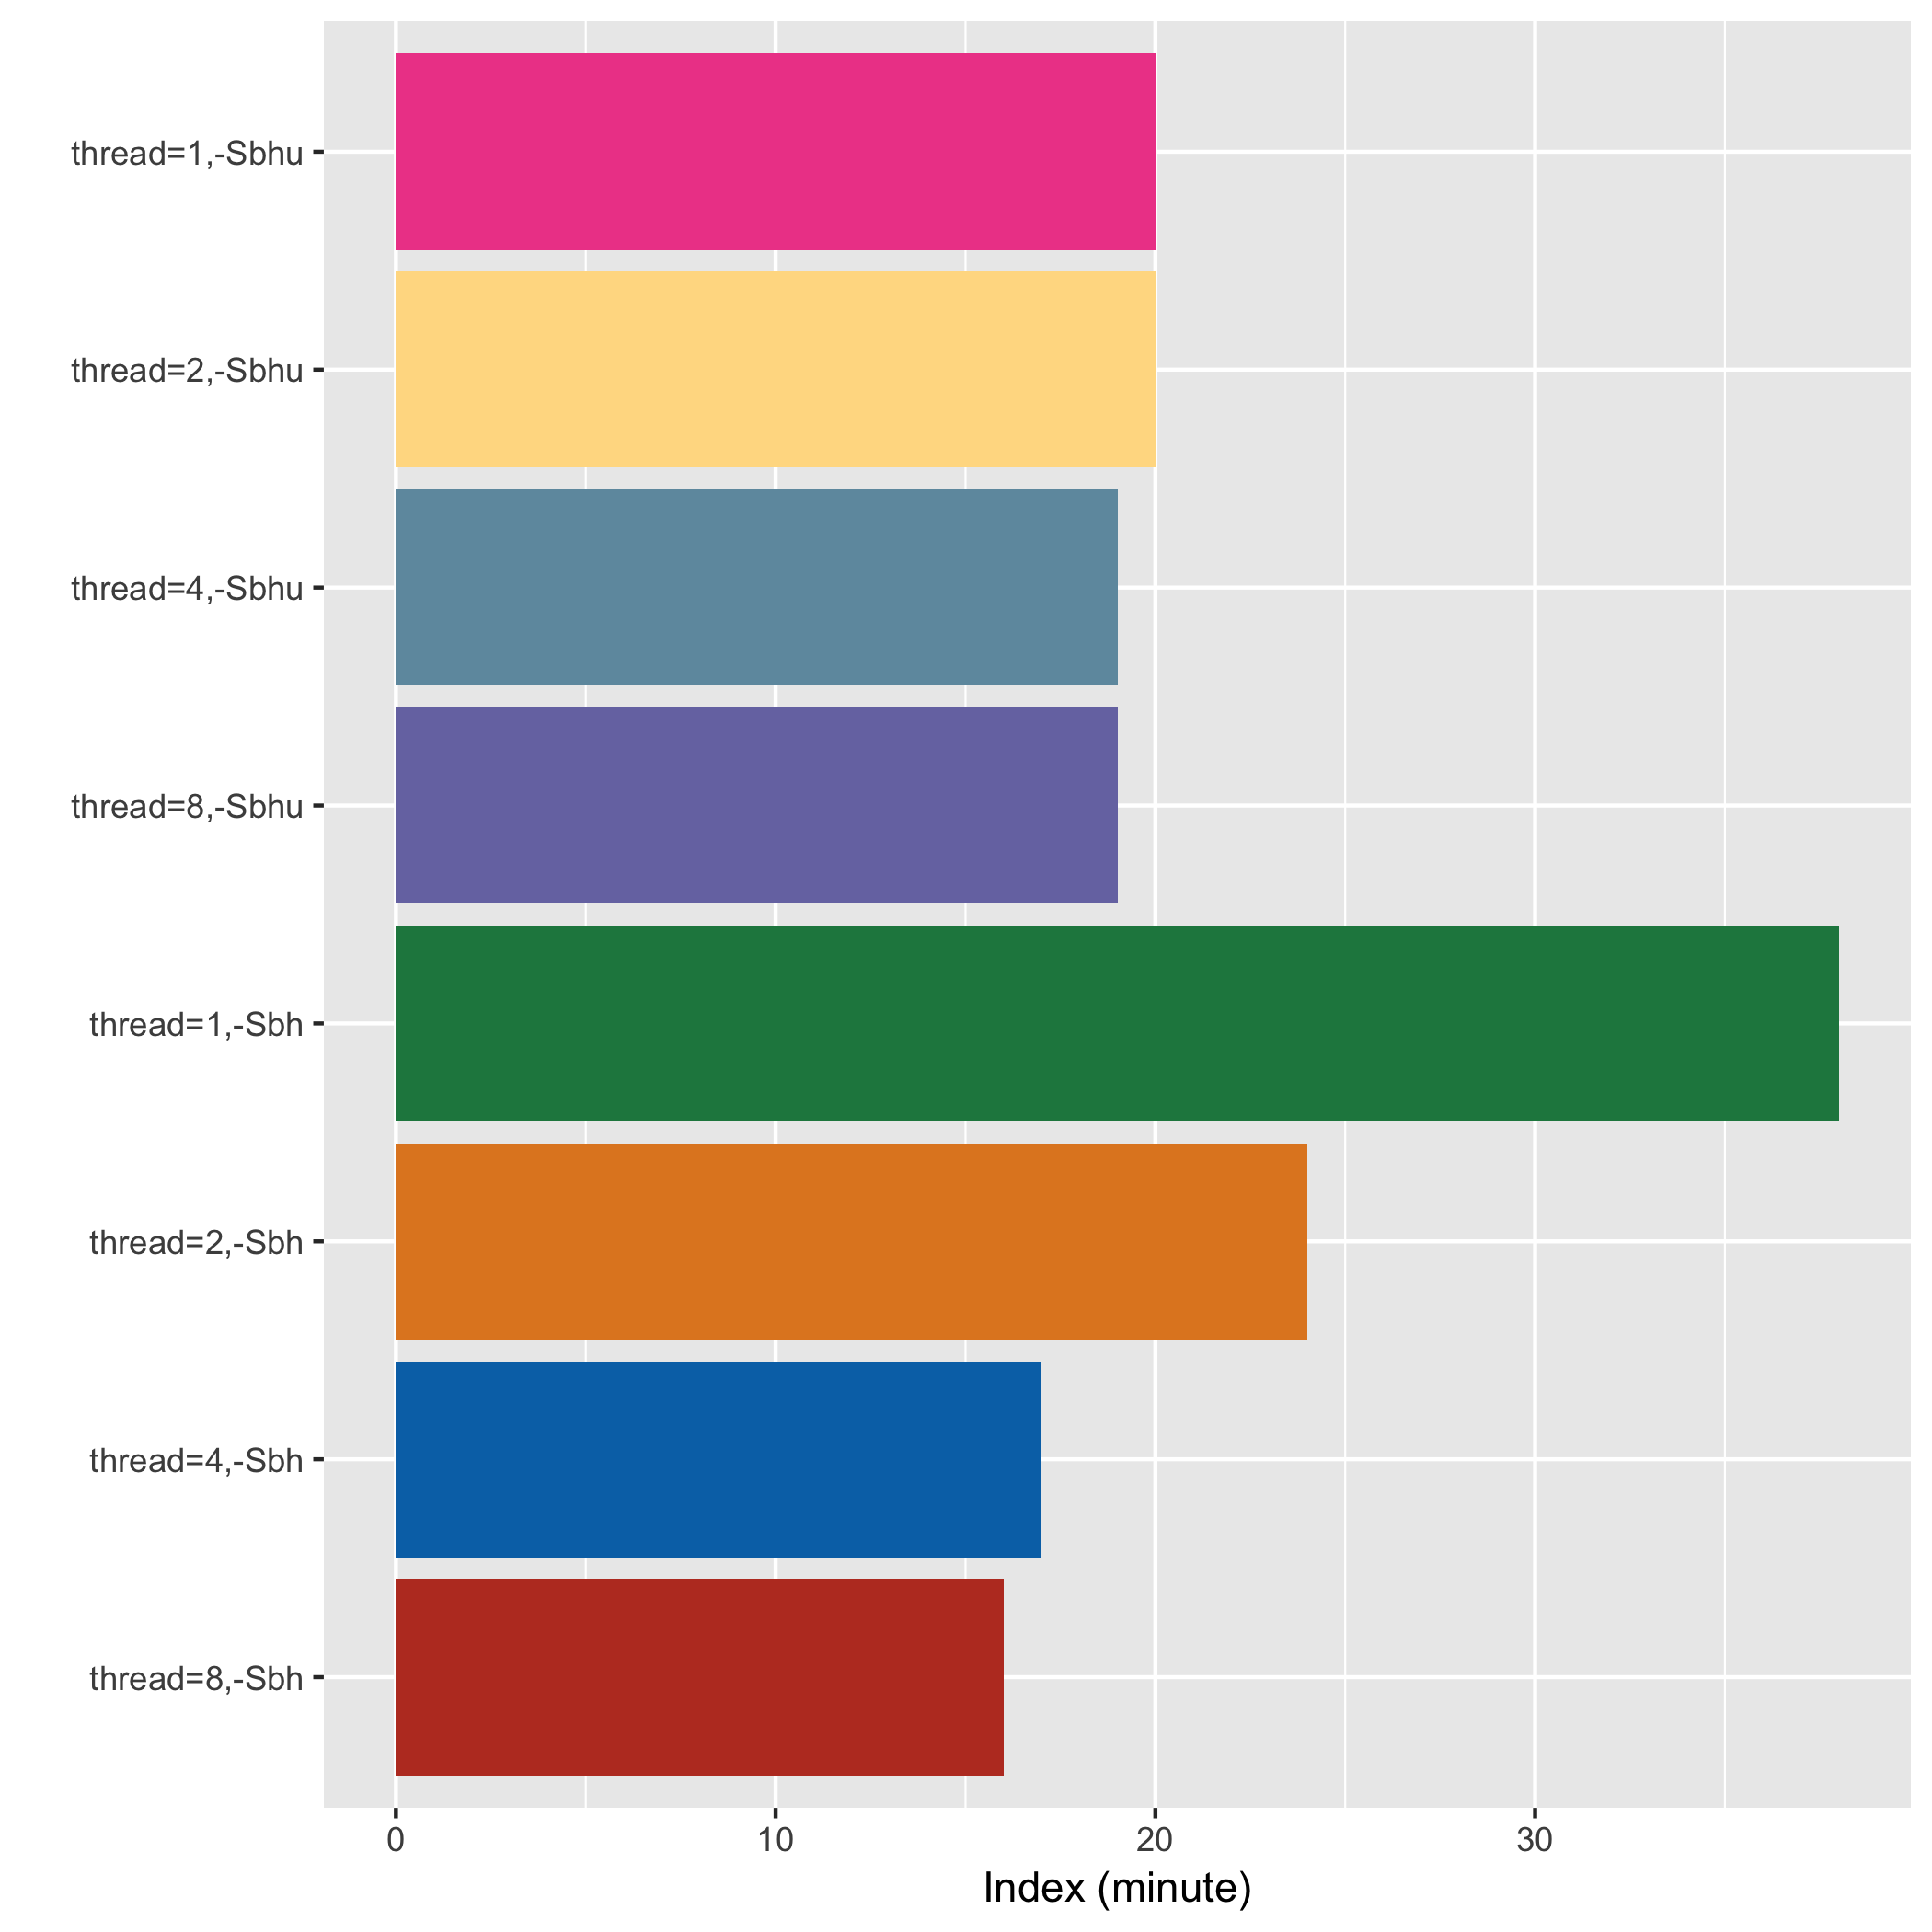 thread=1,-Sbhu
thread=2,-Sbhu
thread=4,-Sbhu
thread=8,-Sbhu
thread=1,-Sbh
thread=2,-Sbh
thread=4,-Sbh
thread=8,-Sbh
0 10 20 30
Index (minute)